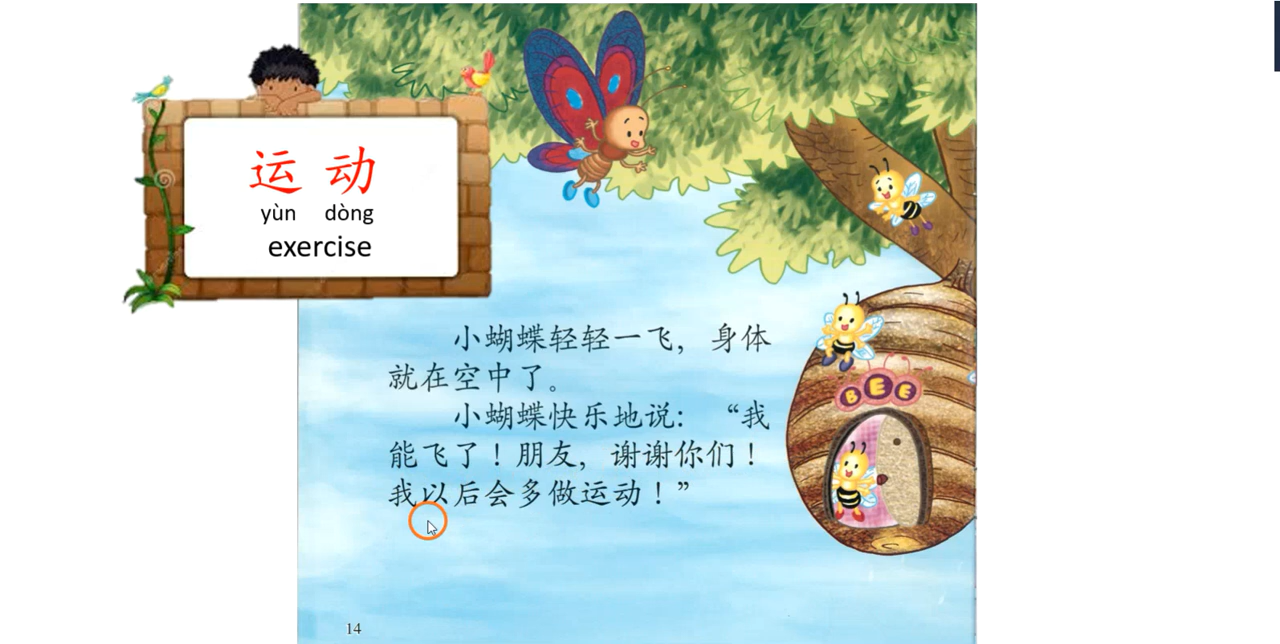 运 动
yùn dòng
exercise
小蝴蝶轻轻一飞，身体
就在空中了。
小蝴蝶快乐地说：“我
能飞了！朋友，谢谢你们！
我以后会多做运动！”
BEE
14